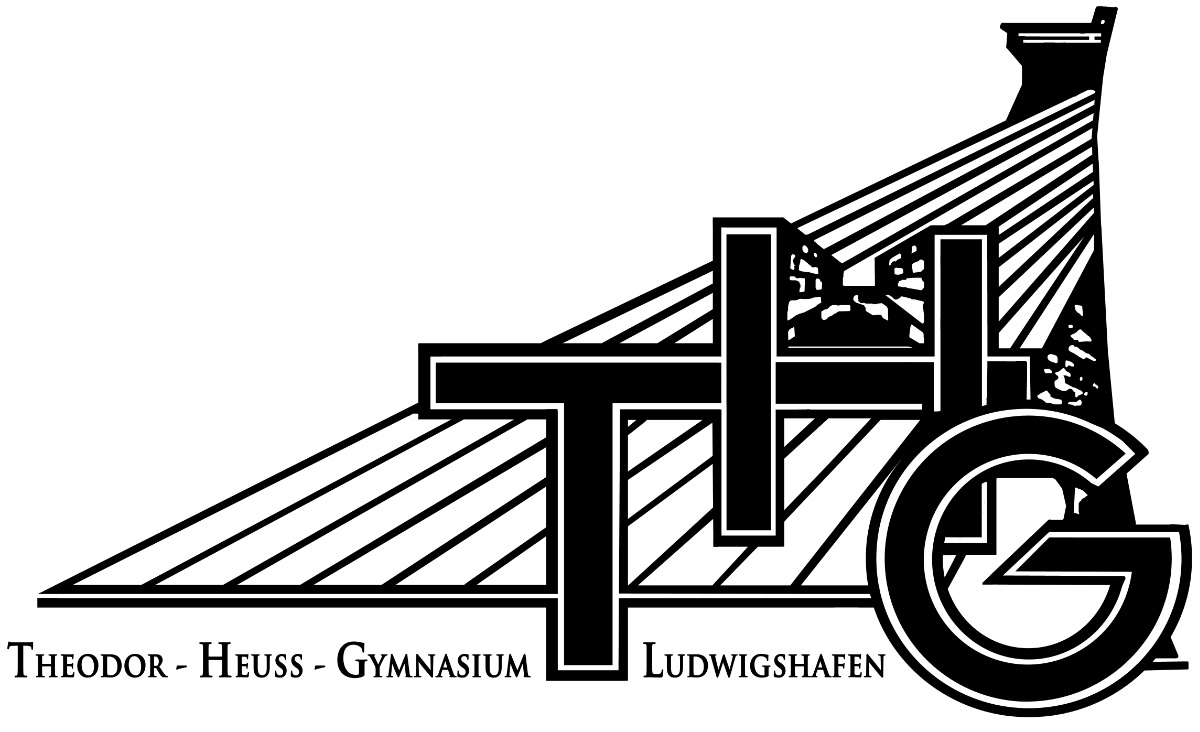 THG
THEODOR - HEUSS - GYMNASIUM LUDWIGSHAFEN